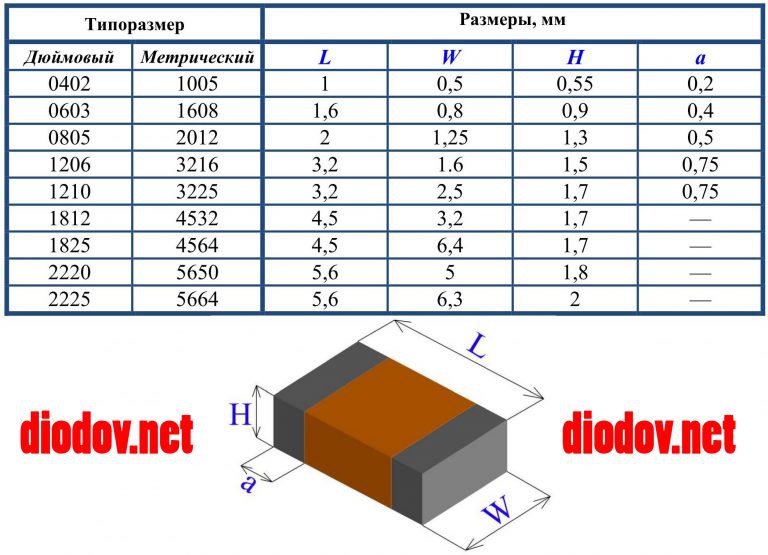 Типоразмер Размеры, мм
Дюймовый Метрический L W H a
0402 1005 1 0,5 0,55 0,2
0603 1608 1,6 0,8 0,9 0,4
0805 2012 2 1,25 1,3 0,5
1206 3216 3,2 1.6 1,5 0,75
1210 3225 3,2 2,5 1,7 0,75
1812 4532 4,5 3,2 1,7 —
1825 4564 4,5 6,4 1,7 —
2220 5650 5,6 5 1,8 —
2225 5664 5,6 6,3 2 —
L
H
diodov.net diodov.net
a
W